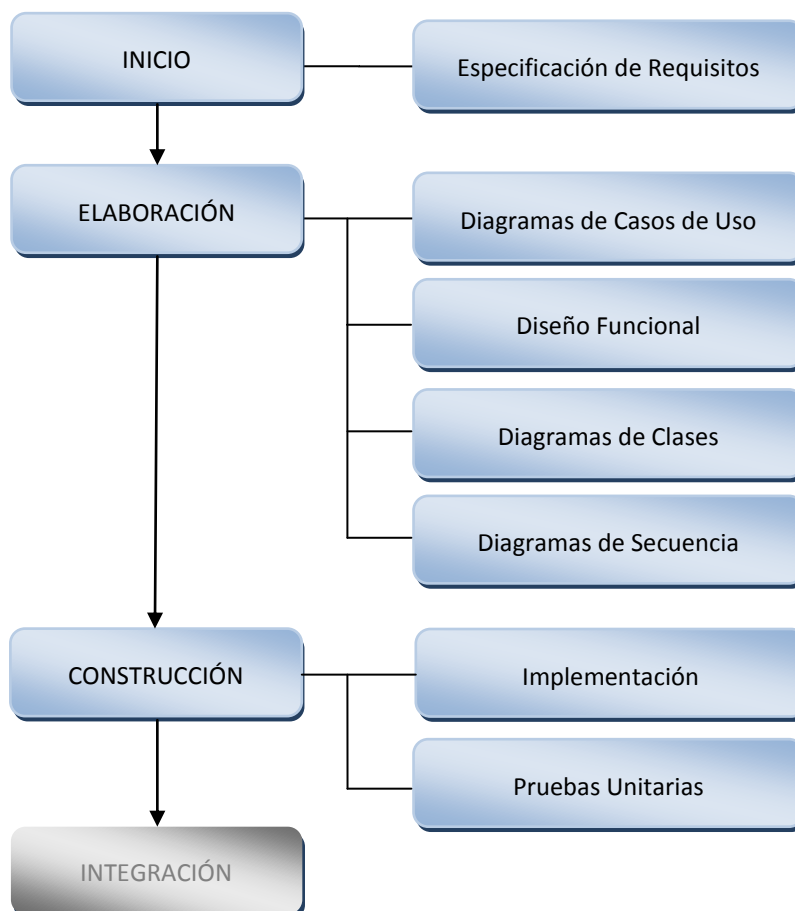 INICIO
Especificación de Requisitos
ELABORACIÓN
Diagramas de Casos de Uso
Diseño Funcional
Diagramas de Clases
Diagramas de Secuencia
CONSTRUCCIÓN
Implementación
Pruebas Unitarias
INTEGRACIÓN